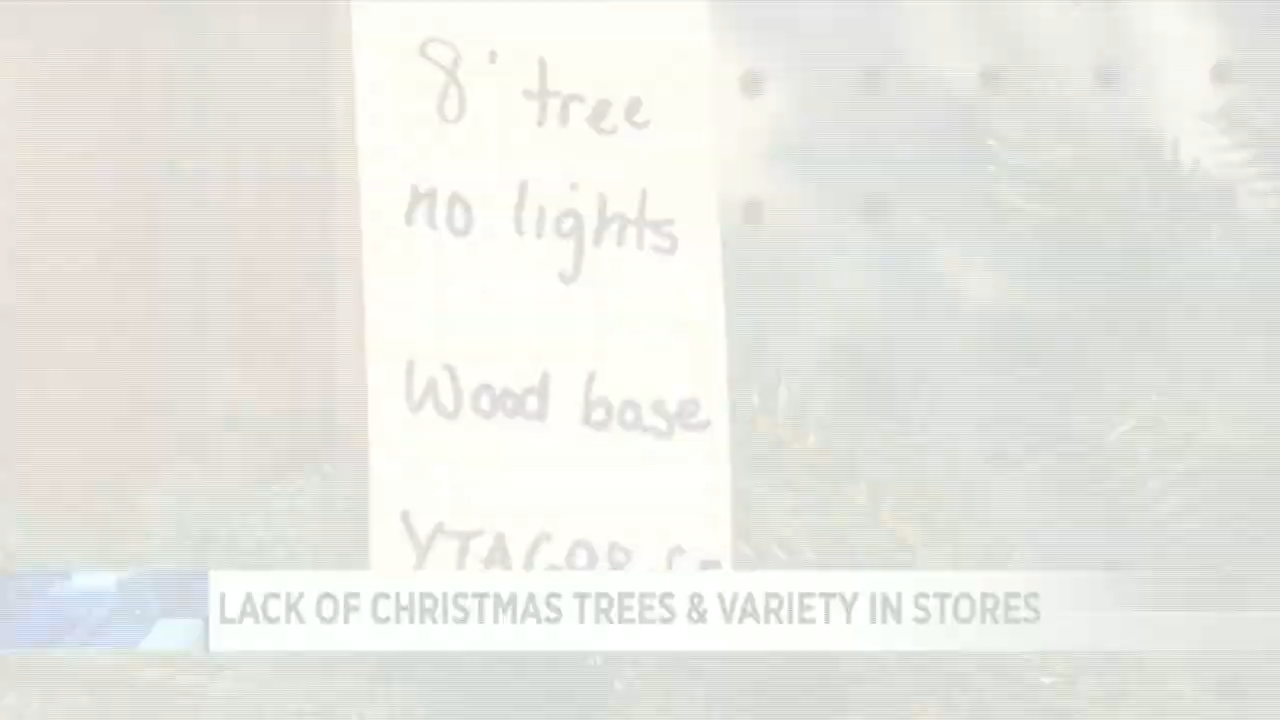 8' tree
no lights
Wood base
LACK OF CHRISTMAS TREES & VARIETY IN STORES